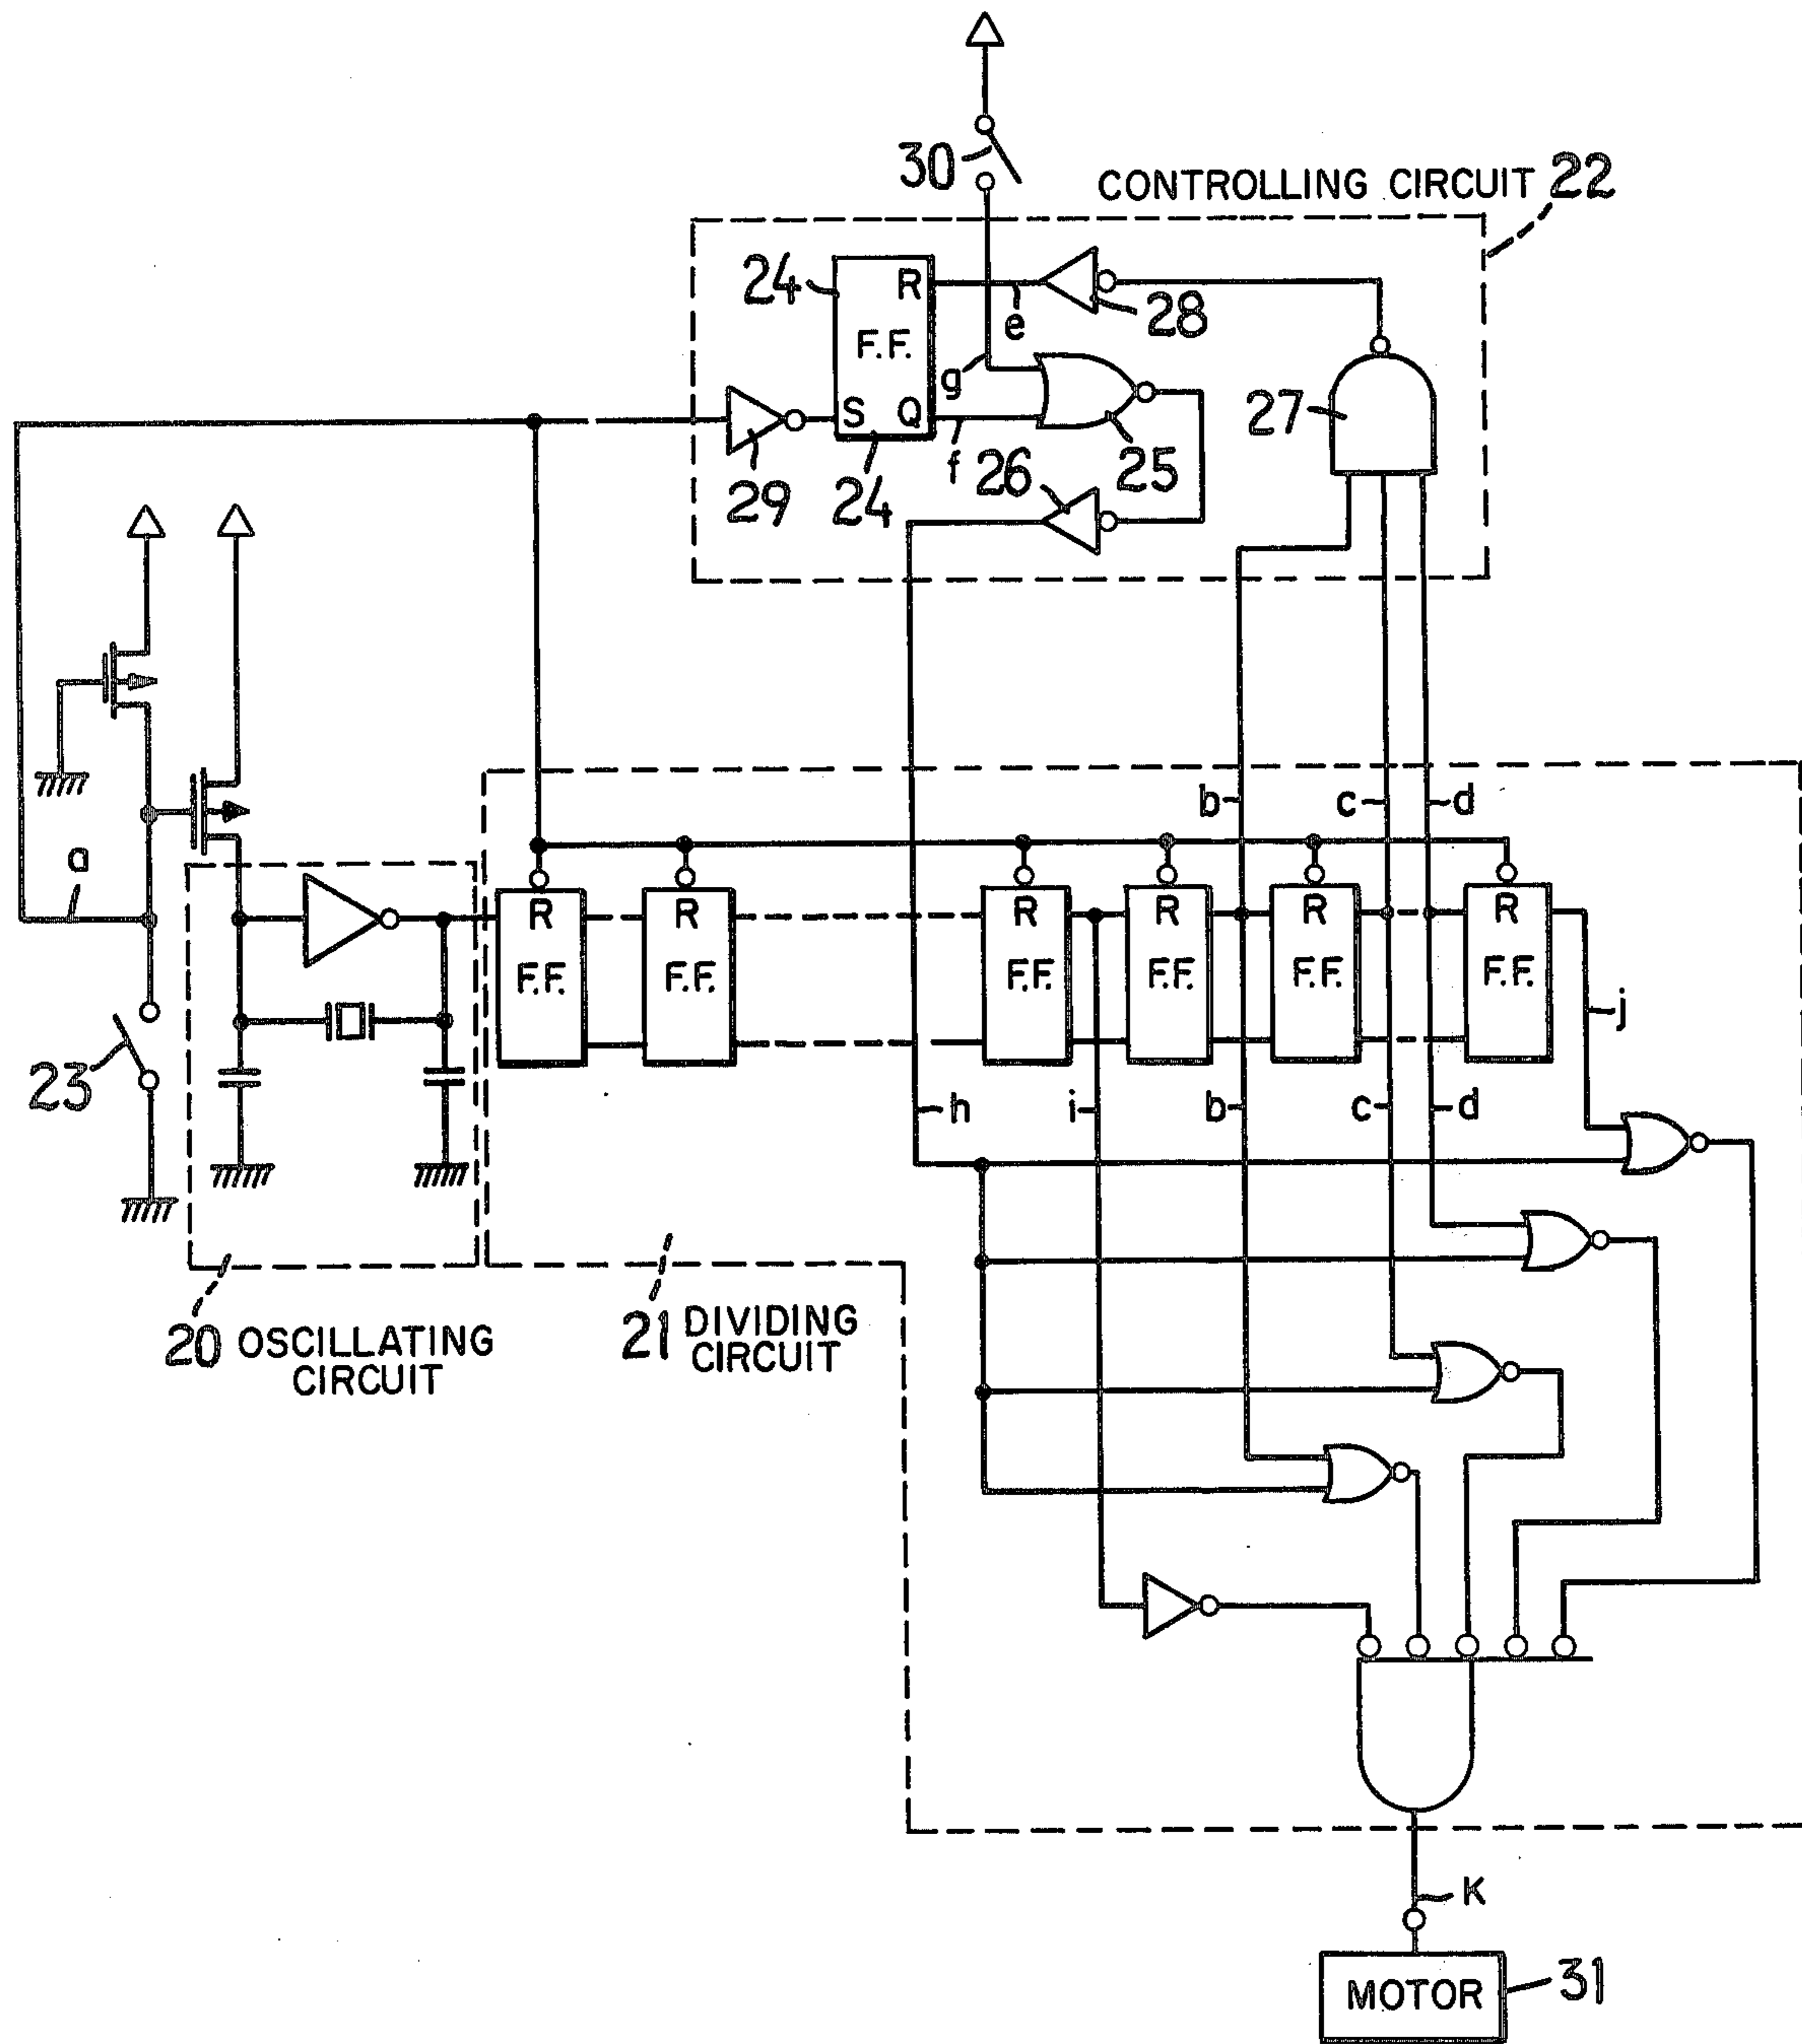 30
CONTROLLING CIRCUIT 22
24
R
F.F.
S Q
e
28
g
27
f
26
25
29
24
a
b
c
d
R
R
R
R
R
R
F.F.
F.F.
F.F.
F.F.
F.F.
F.F.
j
23
h
i
b
c
d
20 OSCILLATING
CIRCUIT
21 DIVIDING
CIRCUIT
K
MOTOR
31